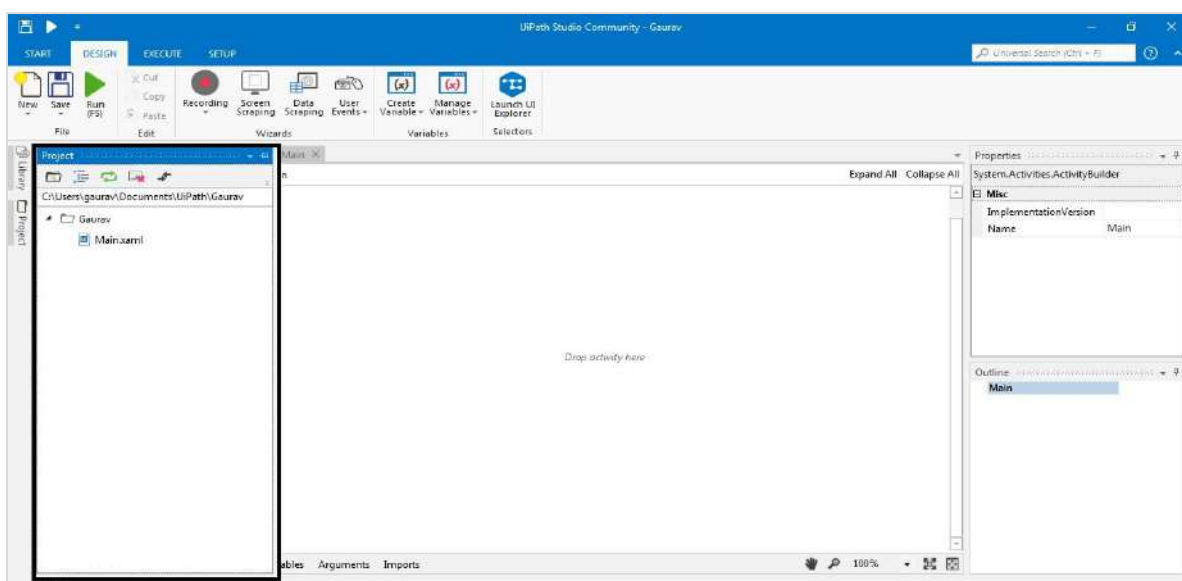 UiPath Studio Community - Gaurav
START DESIGN EXECUTE SETUP
Universal Search (Ctrl + F)
New Save Run (F5)
Cut
Copy
Paste
Recording Screen Scraping Data Scraping User Events
Create Variable Manage Variables
Launch UI Explorer
File Edit Wizards Variables Selectors
Library
Project
Project
C:\Users\gaurav\Documents\UiPath\Gaurav
Gaurav
Main.xaml
Main
n
Expand All Collapse All
Drop activity here
ables Arguments Imports
100%
Properties
System.Activities.ActivityBuilder
Misc
ImplementationVersion
Name Main
Outline
Main